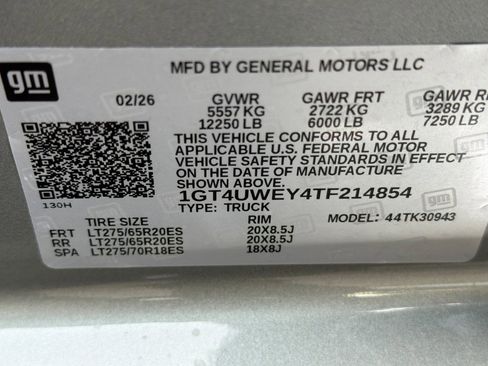 gm
MFD BY GENERAL MOTORS LLC
02/26 GVWR GAWR FRT GAWR
5557 KG 2722 KG 3289 KG
12250 LB 6000 LB 7250 LB
THIS VEHICLE CONFORMS TO ALL
APPLICABLE U.S. FEDERAL MOTOR
VEHICLE SAFETY STANDARDS IN EFFECT
ON THE DATE OF MANUFACTURE
SHOWN ABOVE.
130H 1GT4UWEY4TF214854
TYPE: TRUCK MODEL: 44TK30943
TIRE SIZE RIM
FRT LT275/65R20ES 20X8.5J
RR LT275/65R20ES 20X8.5J
SPA LT275/70R18ES 18X8J